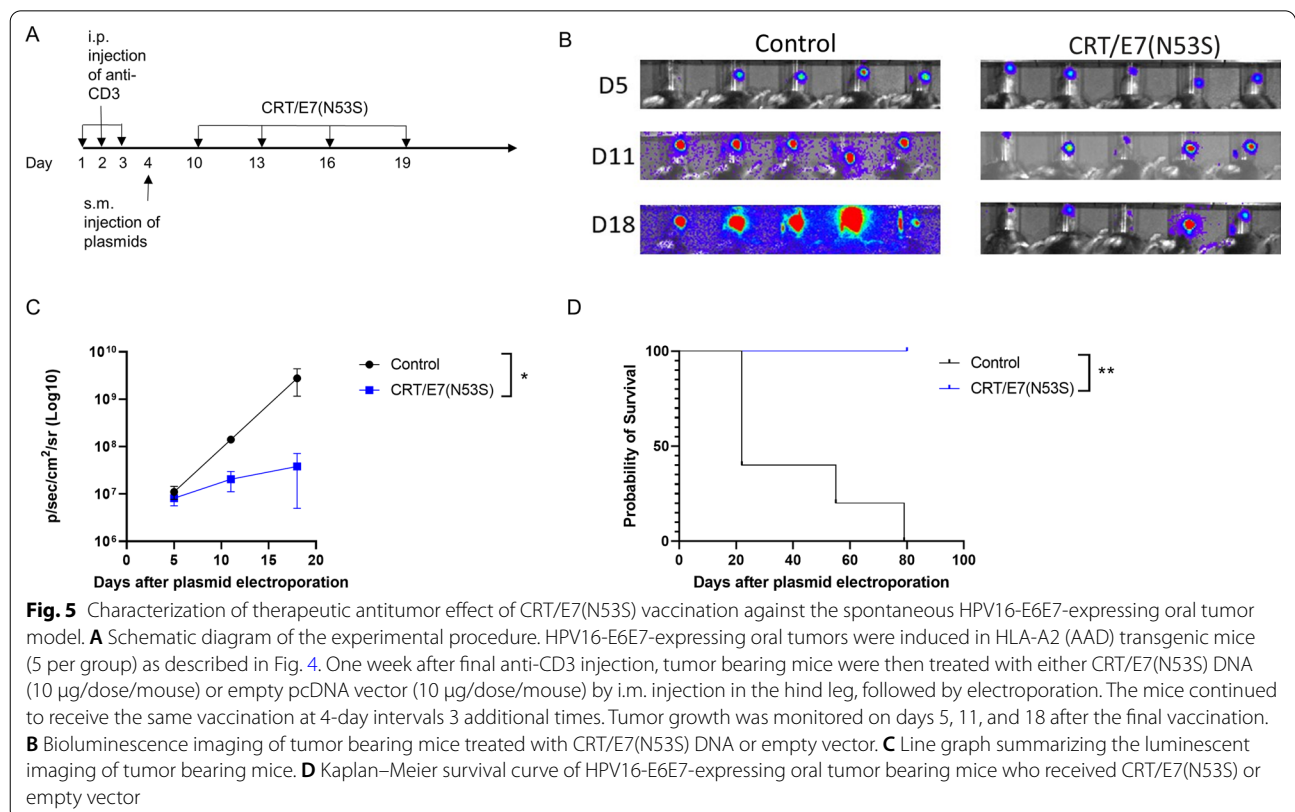 A
i.p.
injection
of anti-
CD3
CRT/E7(N53S)
Day 1 2 3 4 10 13 16 19
s.m.
injection of
plasmids
B
Control CRT/E7(N53S)
D5
D11
D18
C
p/sec/cm²/sr (Log10)
10¹⁰
10⁹
10⁸
10⁷
10⁶
0 5 10 15 20
Days after plasmid electroporation
Control
CRT/E7(N53S)
*
D
Probability of Survival
100
50
0
0 20 40 60 80 100
Days after plasmid electroporation
Control
CRT/E7(N53S)
**
Fig. 5 Characterization of therapeutic antitumor effect of CRT/E7(N53S) vaccination against the spontaneous HPV16-E6E7-expressing oral tumor
model. A Schematic diagram of the experimental procedure. HPV16-E6E7-expressing oral tumors were induced in HLA-A2 (AAD) transgenic mice
(5 per group) as described in Fig. 4. One week after final anti-CD3 injection, tumor bearing mice were then treated with either CRT/E7(N53S) DNA
(10 μg/dose/mouse) or empty pcDNA vector (10 μg/dose/mouse) by i.m. injection in the hind leg, followed by electroporation. The mice continued
to receive the same vaccination at 4-day intervals 3 additional times. Tumor growth was monitored on days 5, 11, and 18 after the final vaccination.
B Bioluminescence imaging of tumor bearing mice treated with CRT/E7(N53S) DNA or empty vector. C Line graph summarizing the luminescent
imaging of tumor bearing mice. D Kaplan–Meier survival curve of HPV16-E6E7-expressing oral tumor bearing mice who received CRT/E7(N53S) or
empty vector